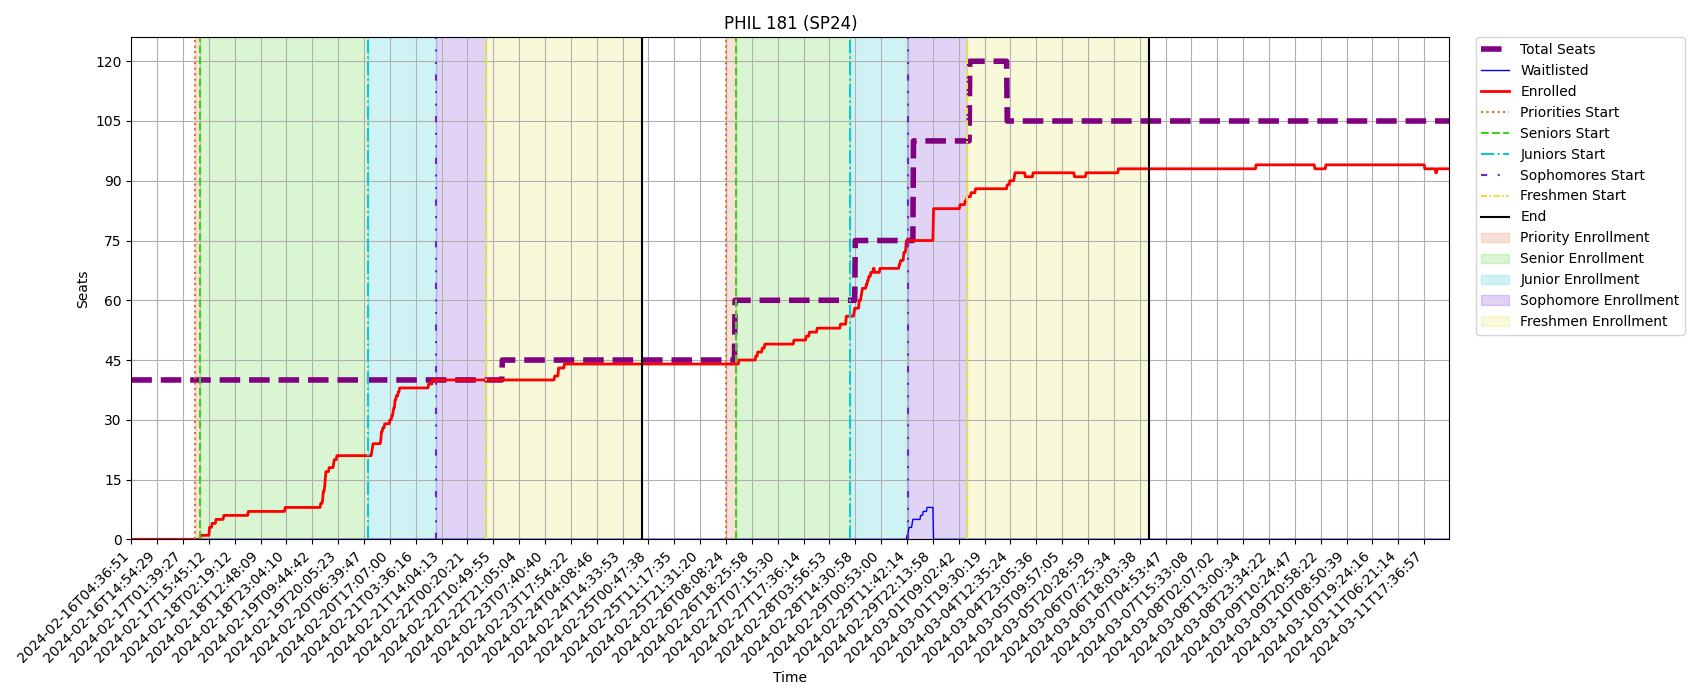 PHIL 181 (SP24)
Seats
120
105
90
75
60
45
30
15
0
2024-02-16T04:36:51
2024-02-16T14:54:29
2024-02-17T01:39:27
2024-02-17T15:45:12
2024-02-18T02:19:12
2024-02-18T12:48:09
2024-02-18T23:04:10
2024-02-19T09:44:42
2024-02-19T20:05:23
2024-02-20T06:39:47
2024-02-20T17:07:00
2024-02-21T03:36:16
2024-02-21T14:04:13
2024-02-22T00:20:21
2024-02-22T10:49:55
2024-02-22T21:05:04
2024-02-23T07:40:40
2024-02-23T17:54:22
2024-02-24T04:08:46
2024-02-24T14:33:53
2024-02-25T00:47:38
2024-02-25T11:17:35
2024-02-25T21:31:20
2024-02-26T08:08:24
2024-02-26T18:25:58
2024-02-27T07:15:30
2024-02-27T17:36:14
2024-02-28T03:56:53
2024-02-28T14:30:58
2024-02-29T00:53:00
2024-02-29T11:42:14
2024-02-29T22:13:58
2024-03-01T09:02:42
2024-03-01T19:30:19
2024-03-04T12:35:24
2024-03-04T23:05:36
2024-03-05T09:57:05
2024-03-05T20:28:59
2024-03-06T07:25:34
2024-03-06T18:03:38
2024-03-07T04:53:47
2024-03-07T15:33:08
2024-03-08T02:07:02
2024-03-08T13:00:34
2024-03-08T23:34:22
2024-03-09T10:24:47
2024-03-09T20:58:22
2024-03-10T08:50:39
2024-03-10T19:24:16
2024-03-11T06:21:14
2024-03-11T17:36:57
Time
Total Seats
Waitlisted
Enrolled
Priorities Start
Seniors Start
Juniors Start
Sophomores Start
Freshmen Start
End
Priority Enrollment
Senior Enrollment
Junior Enrollment
Sophomore Enrollment
Freshmen Enrollment